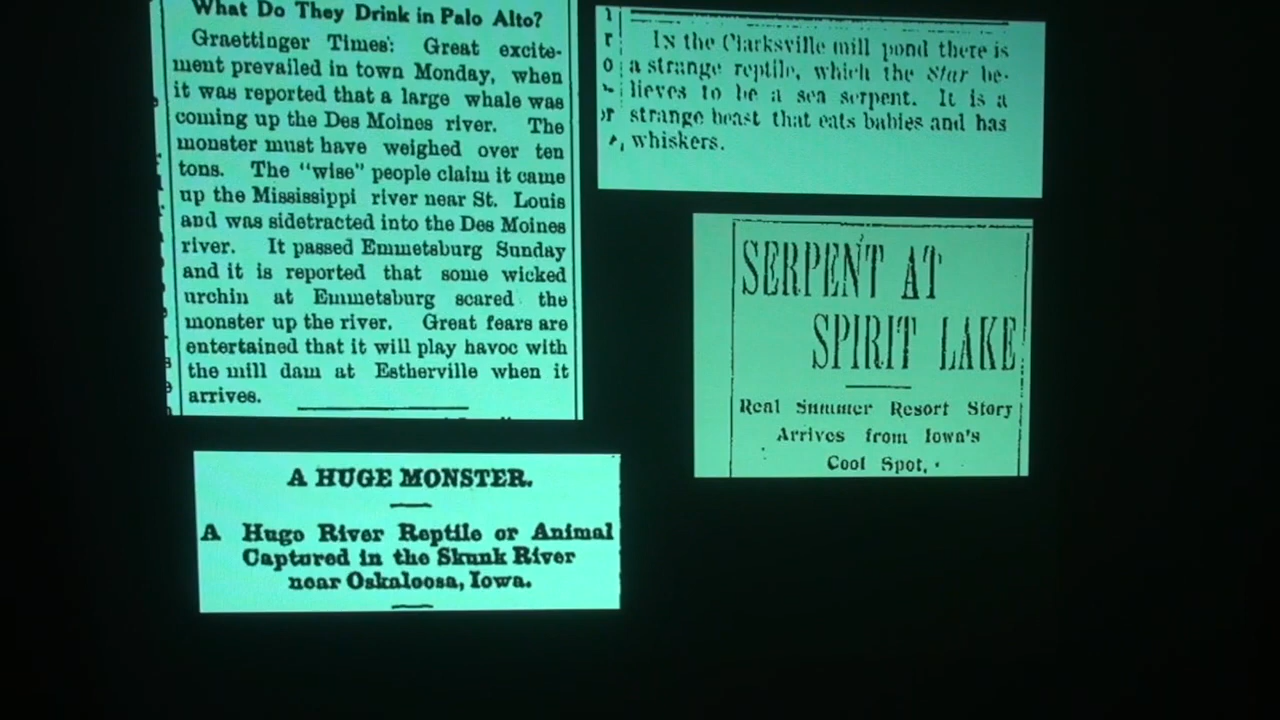 What Do They Drink in Palo Alto?
Graettinger Times: Great excite-
ment prevailed in town Monday, when
it was reported that a large whale was
coming up the Des Moines river. The
monster must have weighed over ten
tons. The "wise" people claim it came
up the Mississippi river near St. Louis
and was sidetracted into the Des Moines
river. It passed Emmetsburg Sunday
and it is reported that some wicked
urchin at Emmetsburg scared the
monster up the river. Great fears are
entertained that it will play havoc with
the mill dam at Estherville when it
arrives.
A HUGE MONSTER.
A Hugo River Reptile or Animal
Captured in the Skunk River
near Oskaloosa, Iowa.
IN the Clarksville mill pond there is
a strange reptile, which the Star be-
lieves to be a sea serpent. It is a
strange beast that eats babies and has
whiskers.
SERPENT AT
SPIRIT LAKE
Real Summer Resort Story
Arrives from Iowa's
Cool Spot,